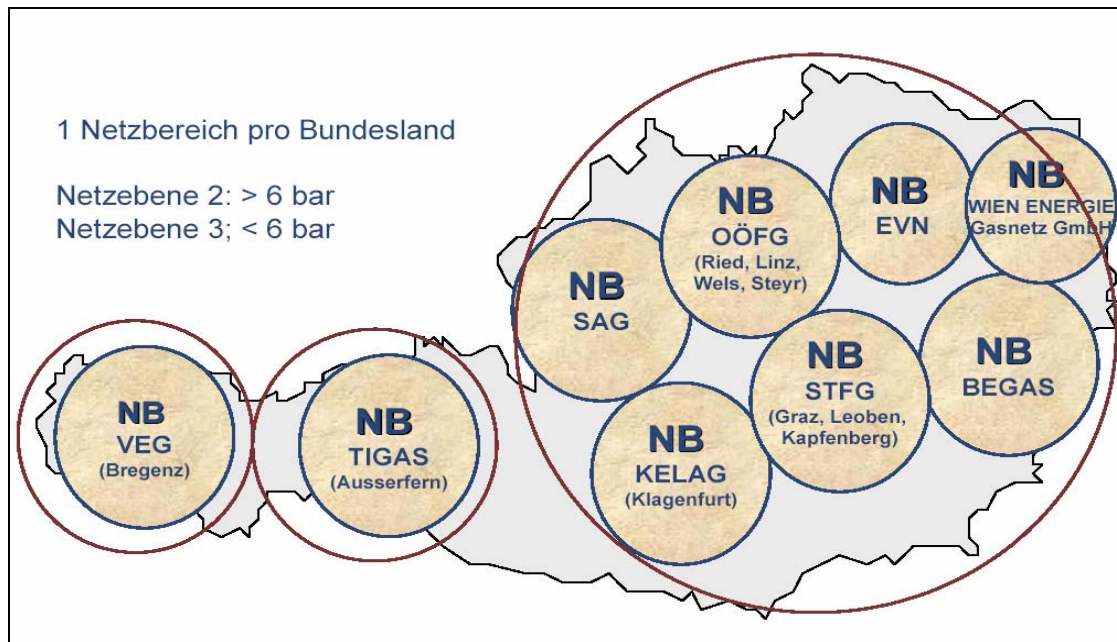 1 Netzbereich pro Bundesland
Netzebene 2: > 6 bar
Netzebene 3; < 6 bar
NB
VEG
(Bregenz)
NB
TIGAS
(Ausserfern)
NB
SAG
NB
OÖFG
(Ried, Linz,
Wels, Steyr)
NB
EVN
NB
WIEN ENERGIE
Gasnetz GmbH
NB
KELAG
(Klagenfurt)
NB
STFG
(Graz, Leoben,
Kapfenberg)
NB
BEGAS